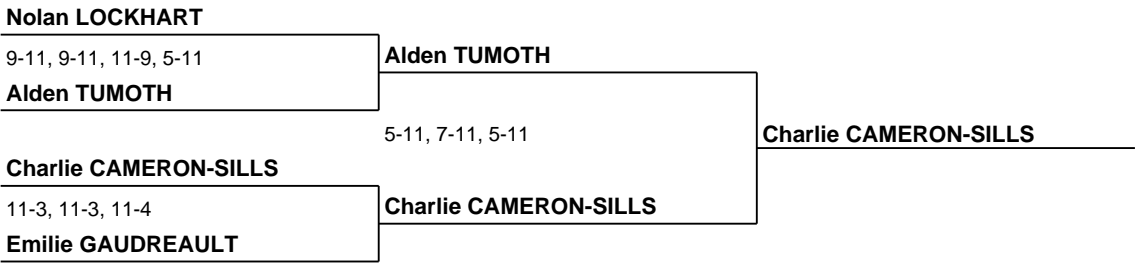 Nolan LOCKHART
9-11, 9-11, 11-9, 5-11
Alden TUMOTH
Alden TUMOTH
5-11, 7-11, 5-11
Charlie CAMERON-SILLS
Charlie CAMERON-SILLS
11-3, 11-3, 11-4
Charlie CAMERON-SILLS
Emilie GAUDREAULT